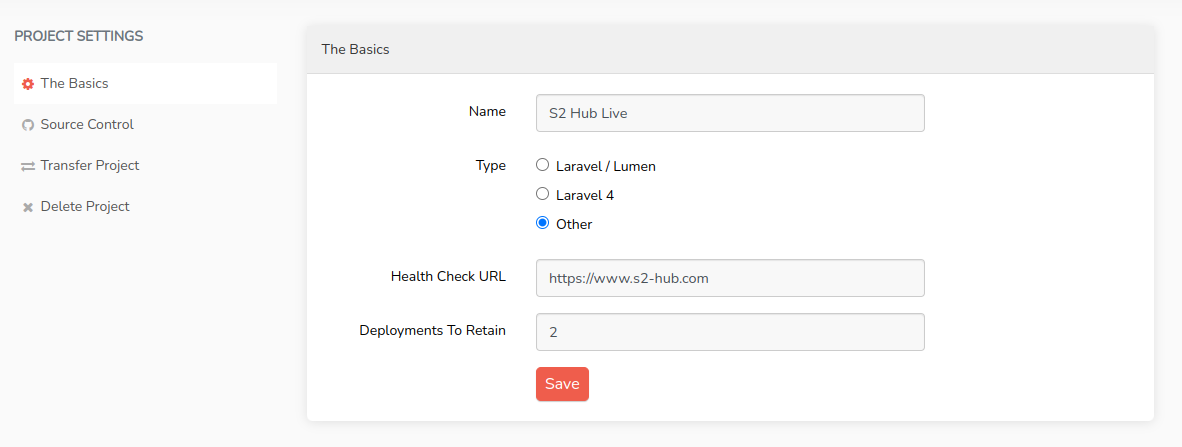 PROJECT SETTINGS
The Basics
Source Control
Transfer Project
Delete Project
The Basics
Name
S2 Hub Live
Type
Laravel / Lumen
Laravel 4
Other
Health Check URL
https://www.s2-hub.com
Deployments To Retain
2
Save